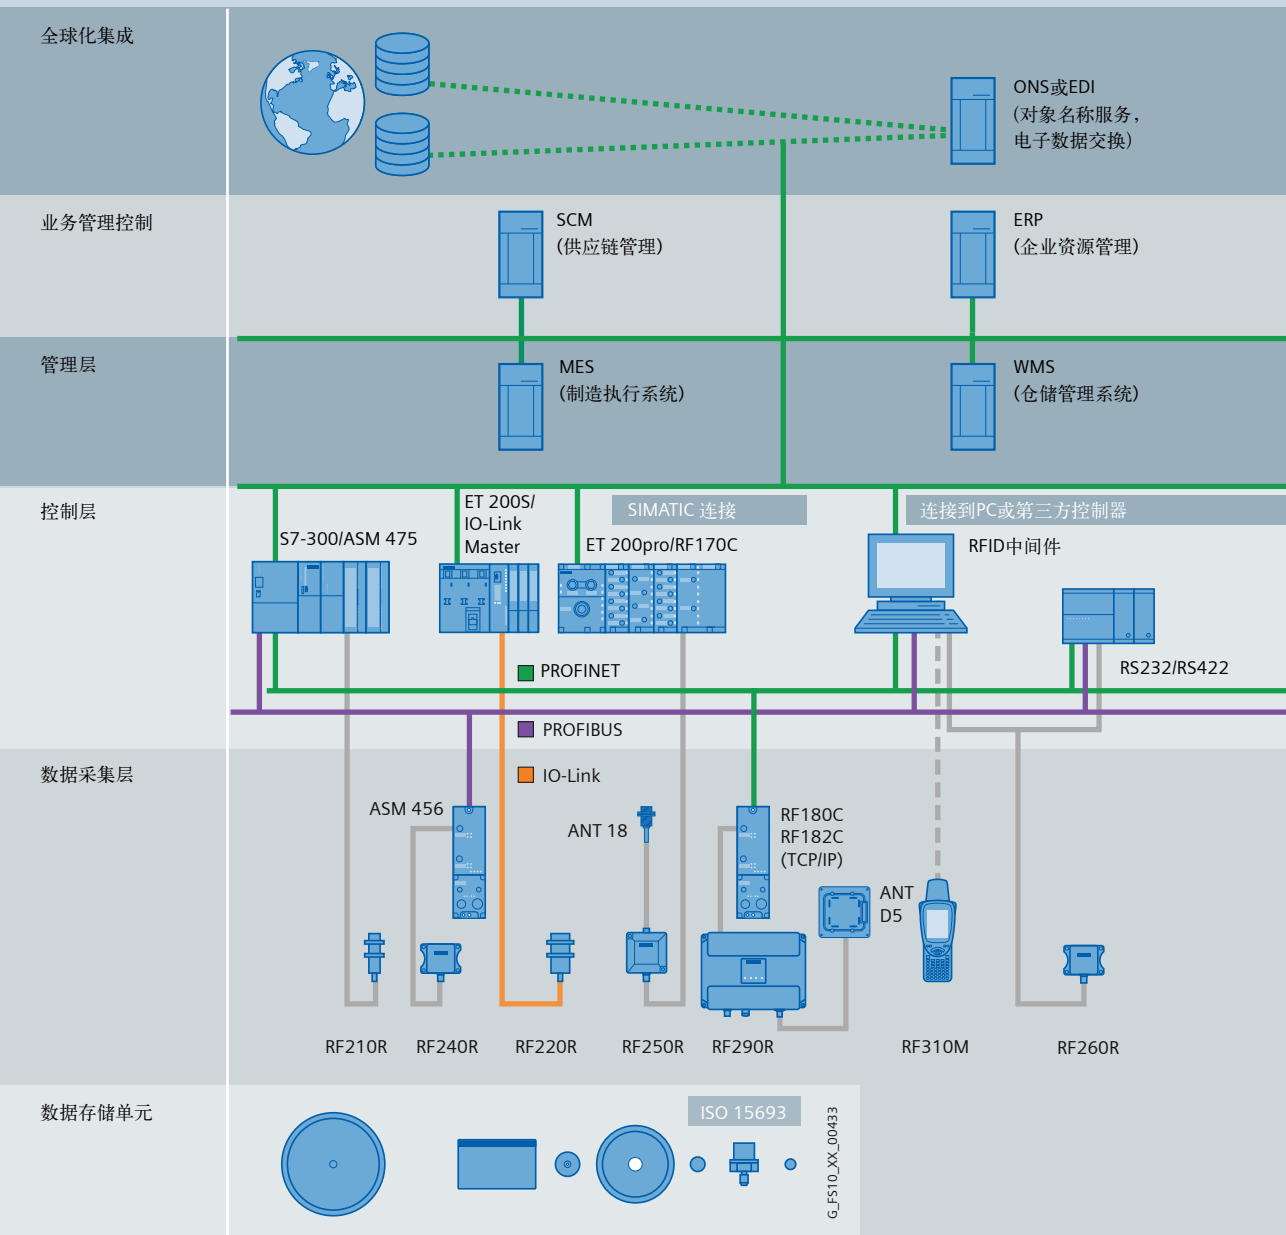 全球化集成
ONS或EDI
(对象名称服务,
电子数据交换)
业务管理控制
SCM
(供应链管理)
ERP
(企业资源管理)
管理层
MES
(制造执行系统)
WMS
(仓储管理系统)
控制层
S7-300/ASM 475
ET 200S/
IO-Link
Master
SIMATIC 连接
ET 200pro/RF170C
连接到PC或第三方控制器
RFID中间件
RS232/RS422
PROFINET
PROFIBUS
IO-Link
数据采集层
ASM 456
ANT 18
RF180C
RF182C
(TCP/IP)
ANT
D5
RF210R
RF240R
RF220R
RF250R
RF290R
RF310M
RF260R
数据存储单元
ISO 15693
G_FS10_XX_00433